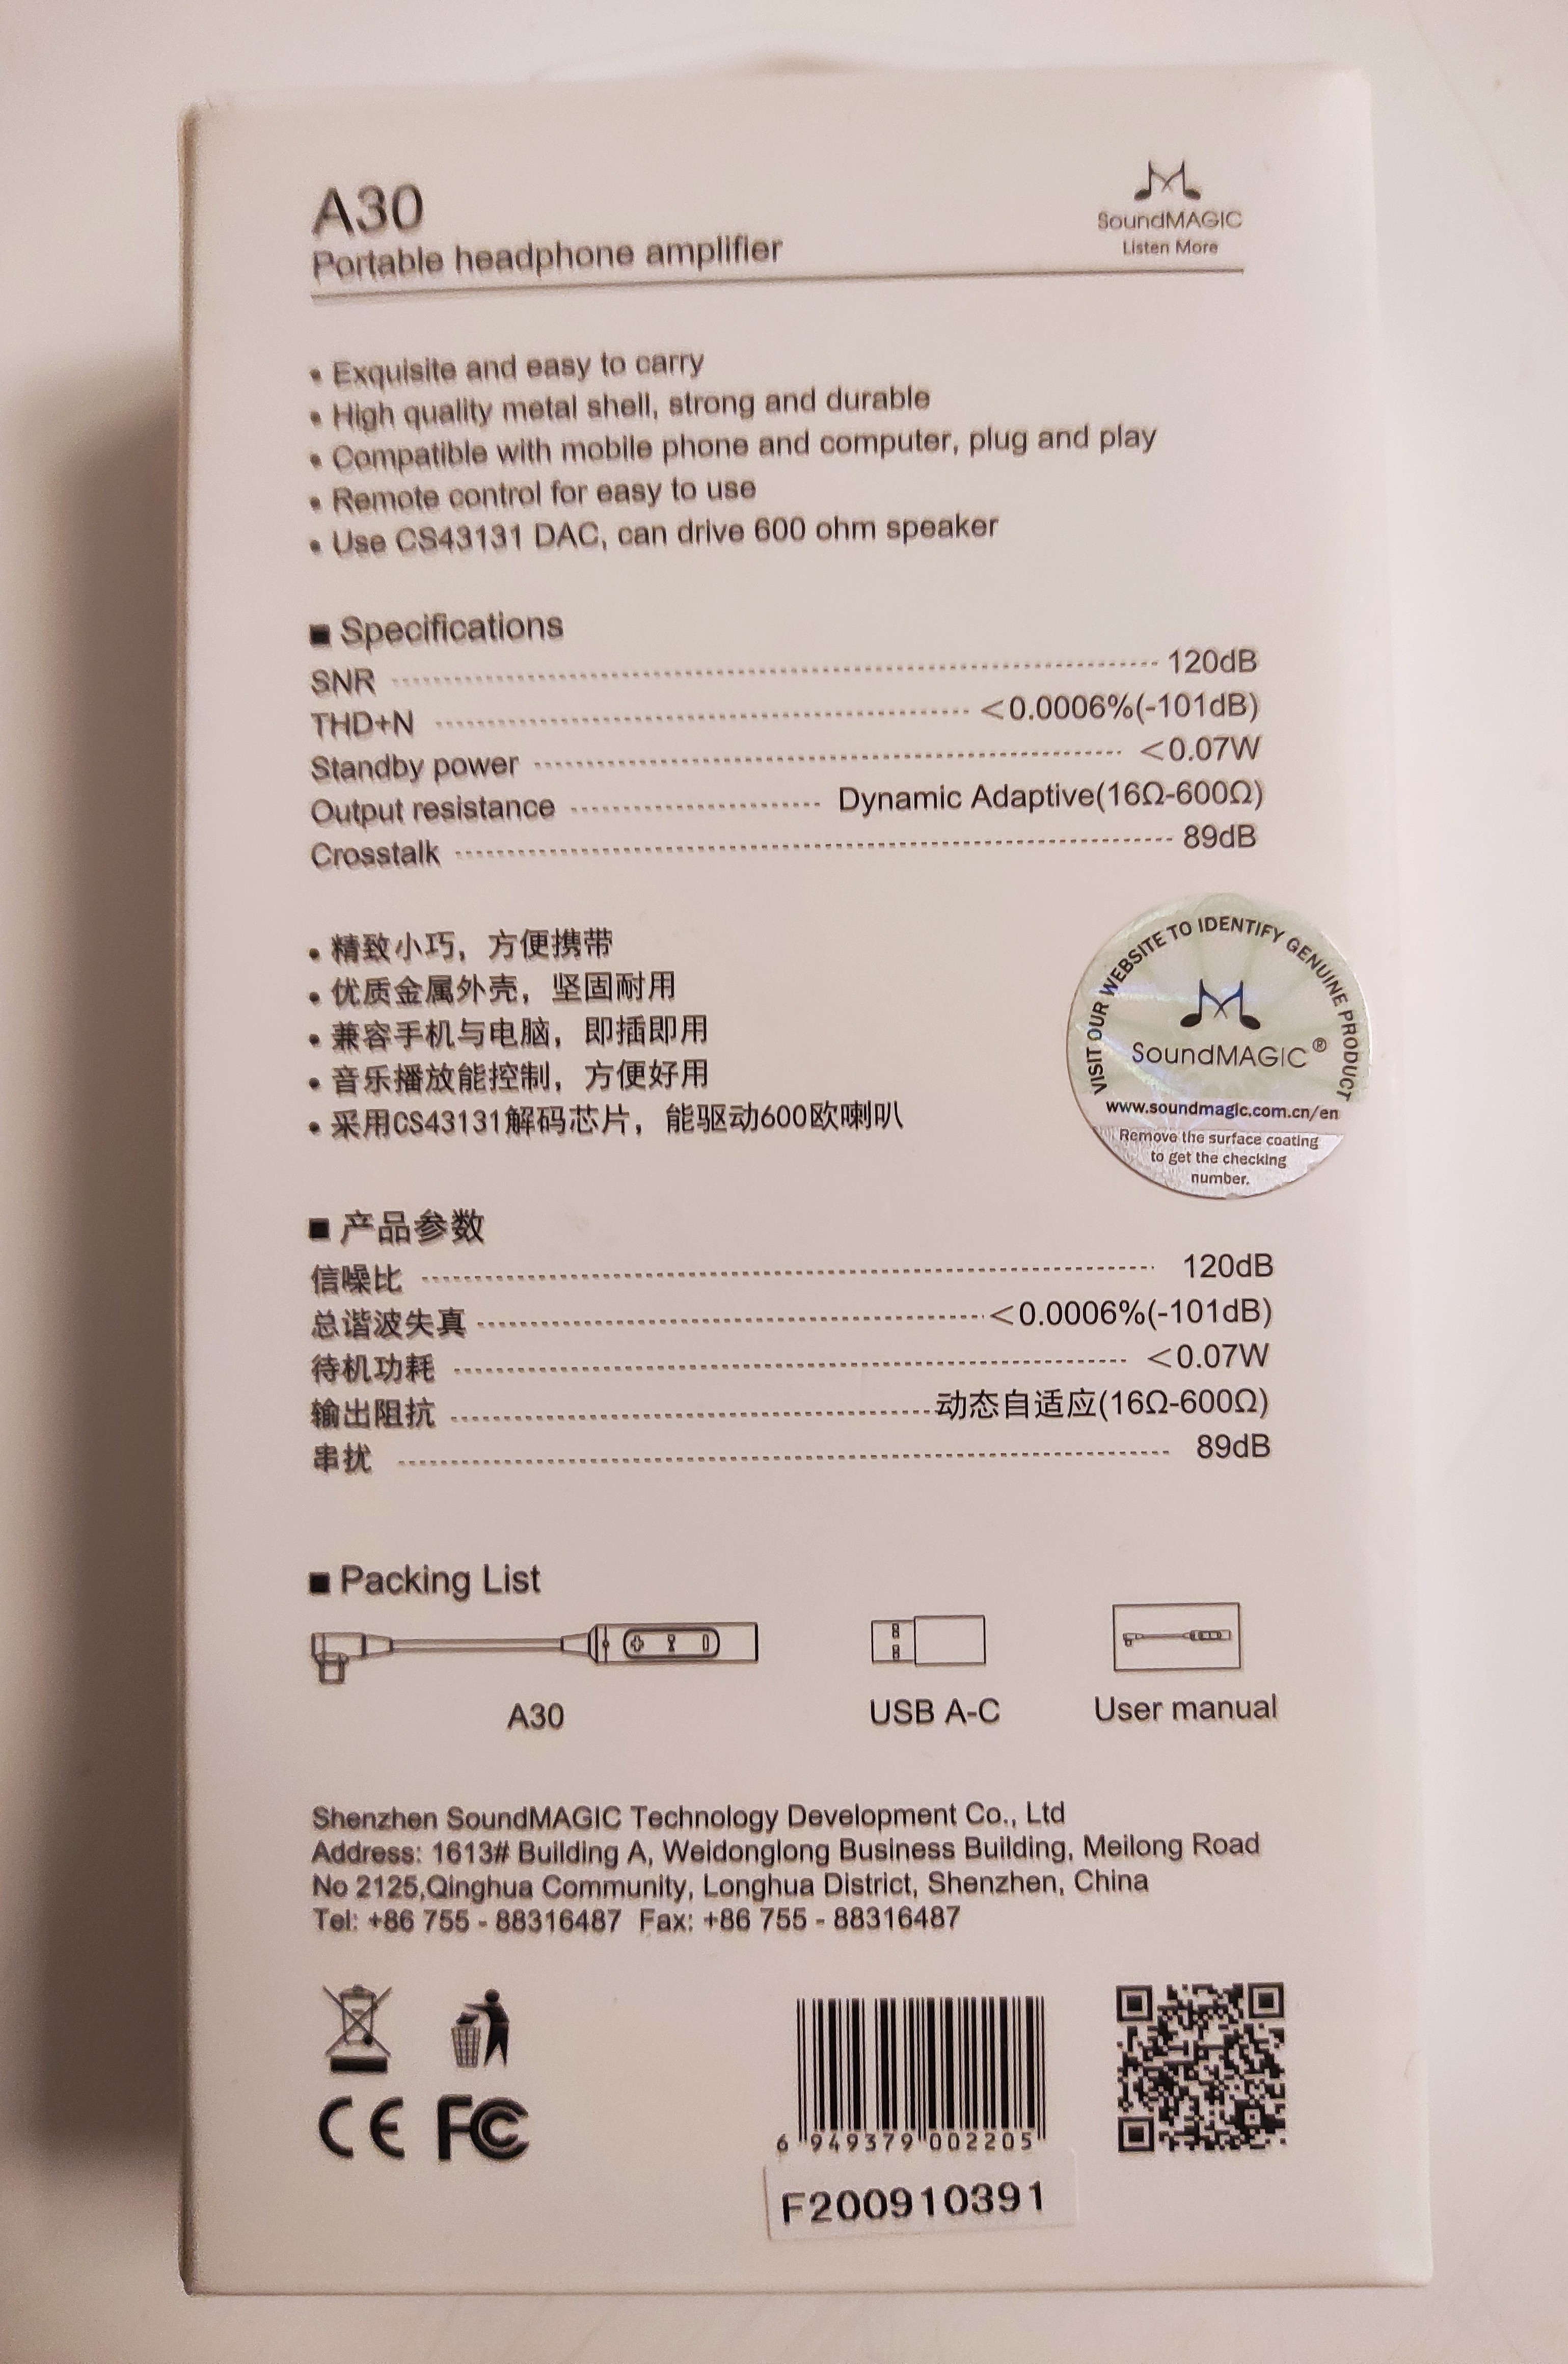 A30
Portable headphone amplifier
SoundMAGIC
Listen More
• Exquisite and easy to carry
• High quality metal shell, strong and durable
• Compatible with mobile phone and computer, plug and play
• Remote control for easy to use
• Use CS43131 DAC, can drive 600 ohm speaker
■ Specifications
SNR 120dB
THD+N <0.0006%(-101dB)
Standby power <0.07W
Output resistance Dynamic Adaptive(16Ω-600Ω)
Crosstalk 89dB
• 精致小巧，方便携带
• 优质金属外壳，坚固耐用
• 兼容手机与电脑，即插即用
• 音乐播放能控制，方便好用
• 采用CS43131解码芯片，能驱动600欧喇叭
VISIT OUR WEBSITE TO IDENTIFY GENUINE PRODUCT
SoundMAGIC®
www.soundmagic.com.cn/en
Remove the surface coating
to get the checking
number.
■ 产品参数
信噪比 120dB
总谐波失真 <0.0006%(-101dB)
待机功耗 <0.07W
输出阻抗 动态自适应(16Ω-600Ω)
串扰 89dB
■ Packing List
A30
USB A-C
User manual
Shenzhen SoundMAGIC Technology Development Co., Ltd
Address: 1613# Building A, Weidonglong Business Building, Meilong Road
No 2125,Qinghua Community, Longhua District, Shenzhen, China
Tel: +86 755 - 88316487 Fax: +86 755 - 88316487
CE FC
6 949379 002205
F200910391